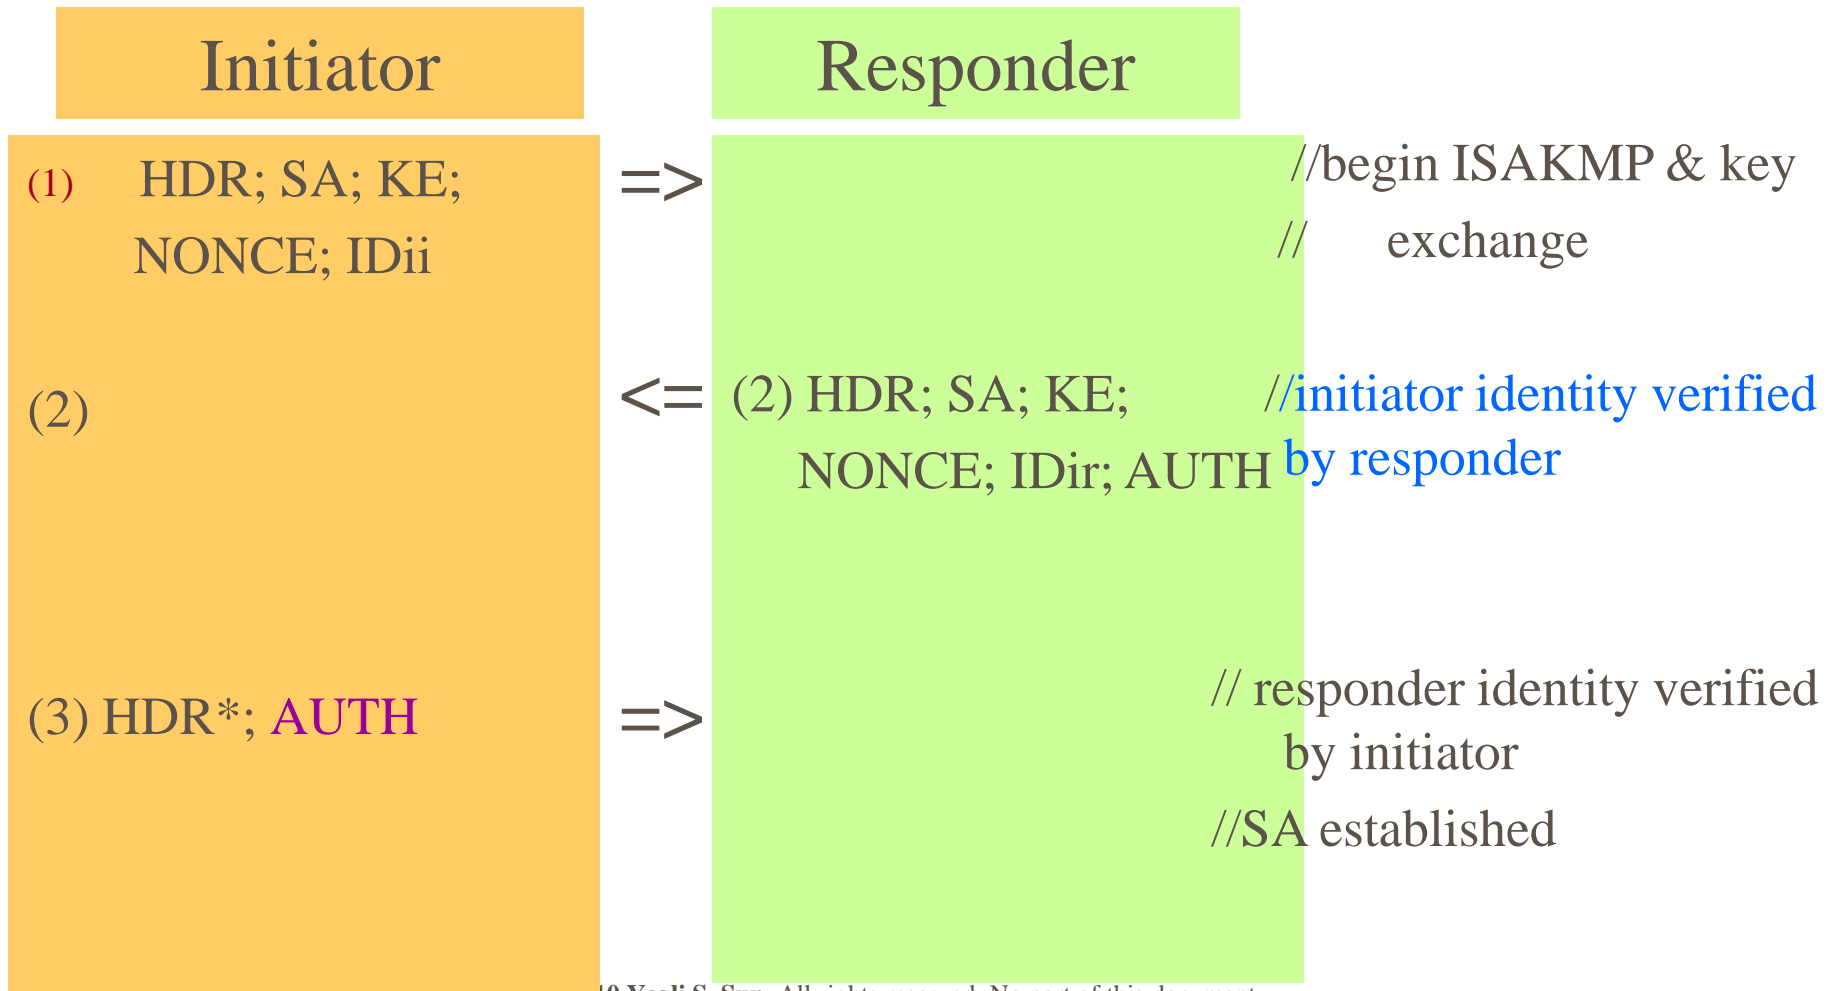 Initiator Responder
(1) HDR; SA; KE; => //begin ISAKMP & key
NONCE; IDii // exchange
(2) <= (2) HDR; SA; KE; //initiator identity verified
NONCE; IDir; AUTH by responder
(3) HDR*; AUTH => // responder identity verified
by initiator
//SA established